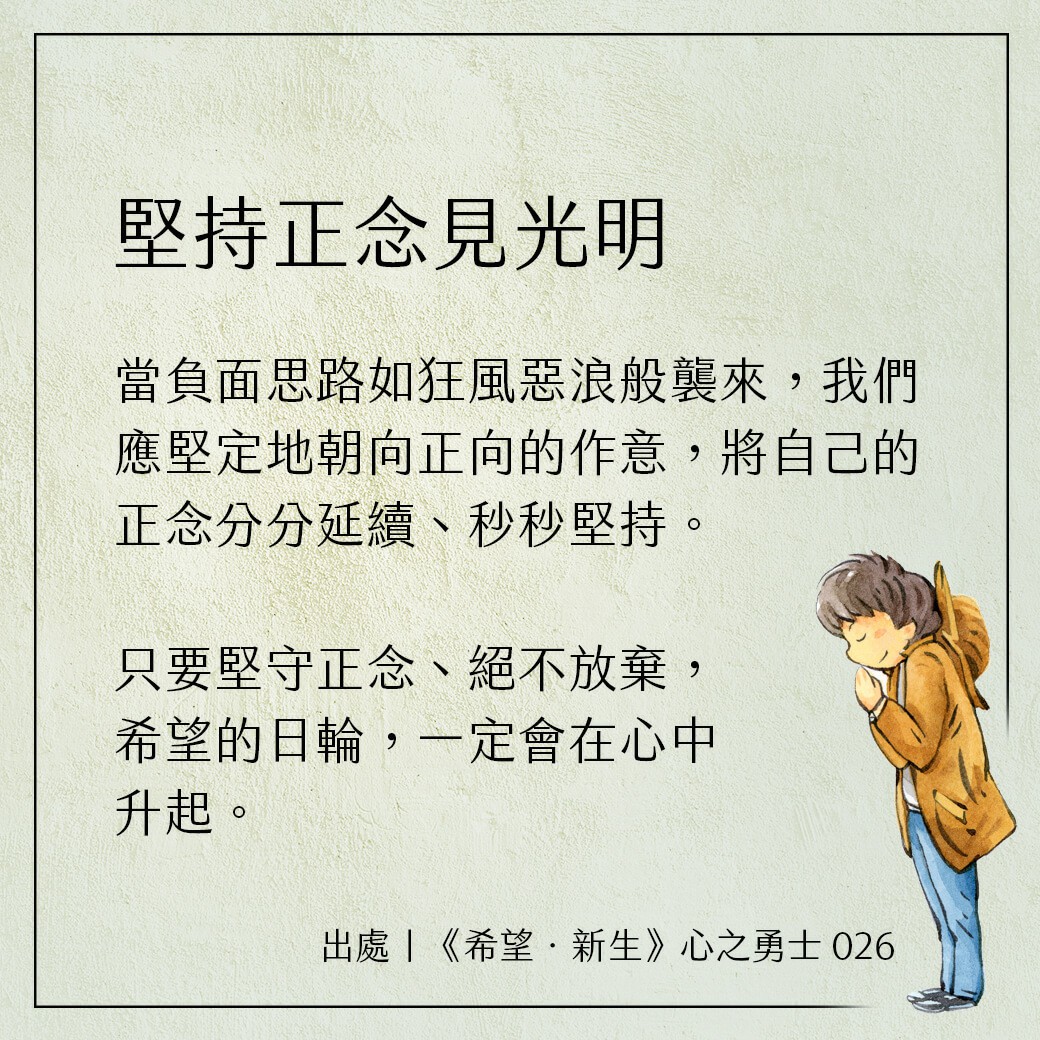 堅持正念見光明
當負面思路如狂風惡浪般襲來，我們
應堅定地朝向正向的作意，將自己的
正念分分延續、秒秒堅持。
只要堅守正念、絕不放棄，
希望的日輪，一定會在心中
升起。
出處｜《希望．新生》心之勇士 026